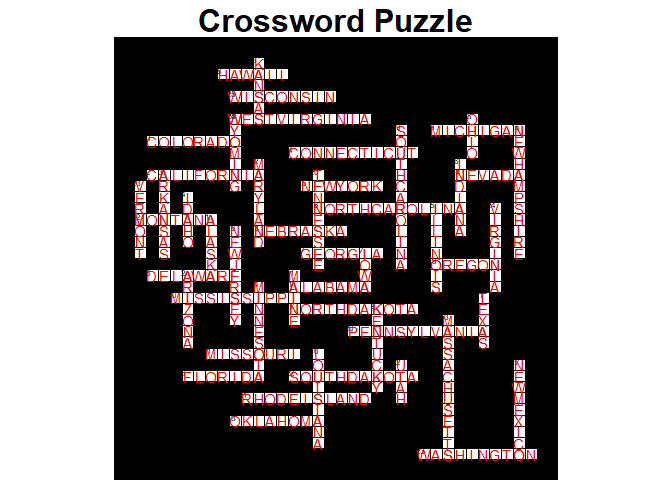 Crossword Puzzle
KANSAS
HAWAII
WISCONSIN
WESTVIRGINIA
WYOMING
OHIO
SOUTHCAROLINA
MICHIGAN
NEWHAMPSHIRE
COLORADO
CONNECTICUT
MARYLAND
INDIANA
CALIFORNIA
ARKANSAS
TENNESSEE
NEVADA
VERMONT
NEWYORK
IDAHO
NORTHCAROLINA
ILLINOIS
VIRGINIA
MONTANA
ALASKA
NEWJERSEY
NEBRASKA
GEORGIA
IOWA
OREGON
DELAWARE
ARIZONA
MAINE
MINNESOTA
ALABAMA
MISSISSIPPI
TEXAS
NORTHDAKOTA
KENTUCKY
MASSACHUSETTS
PENNSYLVANIA
MISSOURI
LOUISIANA
UTAH
NEWMEXICO
FLORIDA
SOUTHDAKOTA
RHODEISLAND
OKLAHOMA
WASHINGTON